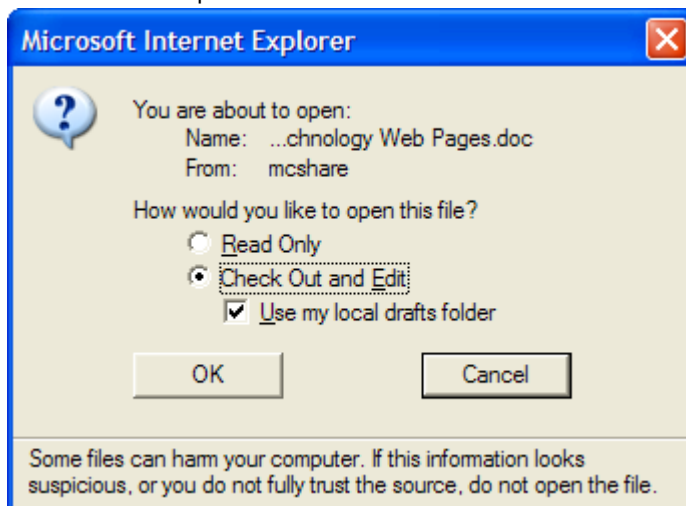 Microsoft Internet Explorer
You are about to open:
Name: ...chnology Web Pages.doc
From: mcshare
How would you like to open this file?
Read Only
Check Out and Edit
Use my local drafts folder
OK Cancel
Some files can harm your computer. If this information looks
suspicious, or you do not fully trust the source, do not open the file.